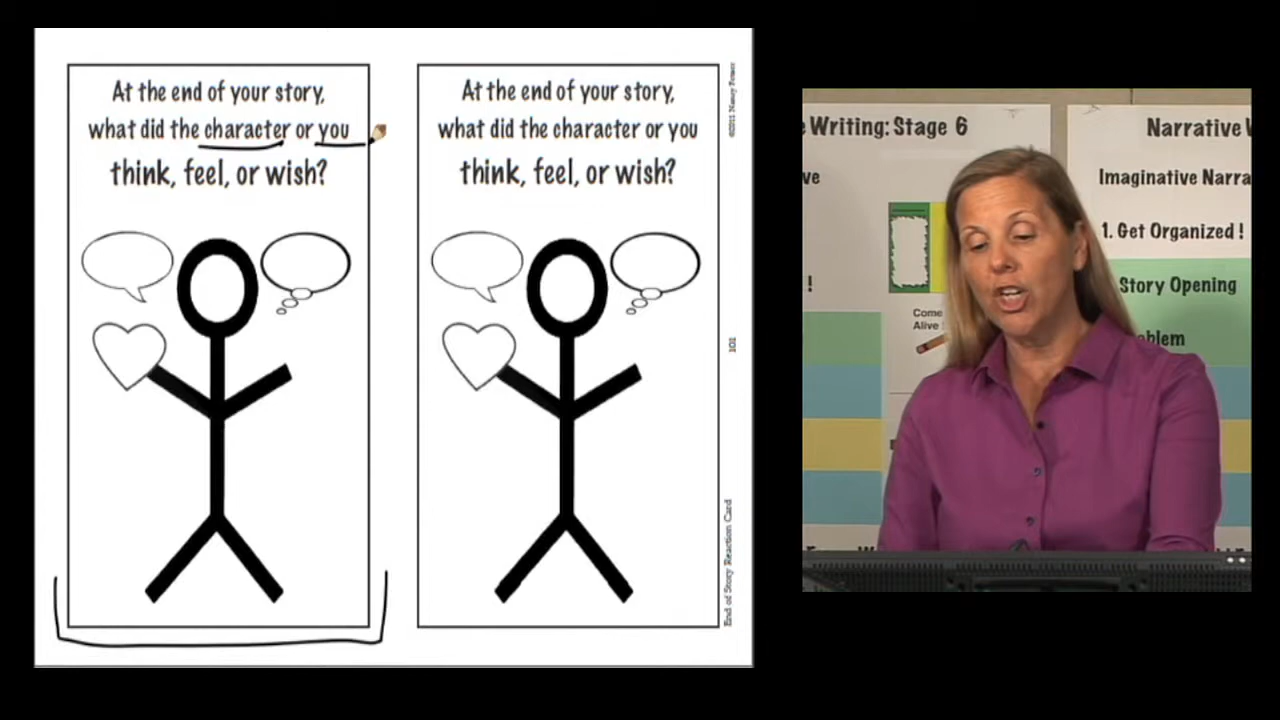 At the end of your story,
what did the character or you
think, feel, or wish?
At the end of your story,
what did the character or you
think, feel, or wish?
©2011 Nancy Fetzer
101
End of Story Reaction Card
Writing: Stage 6
ve
!
Come
Alive
Narrative
Imaginative Narra
1. Get Organized !
Story Opening
oblem